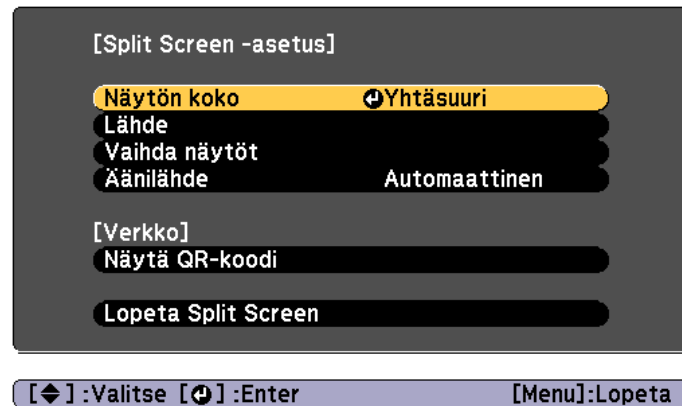 [Split Screen -asetus]
Näytön koko Yhtäsuuri
Lähde
Vaihda näytöt
Äänilähde Automaattinen
[Verkko]
Näytä QR-koodi
Lopeta Split Screen
[◆] :Valitse [⏎] :Enter [Menu]:Lopeta